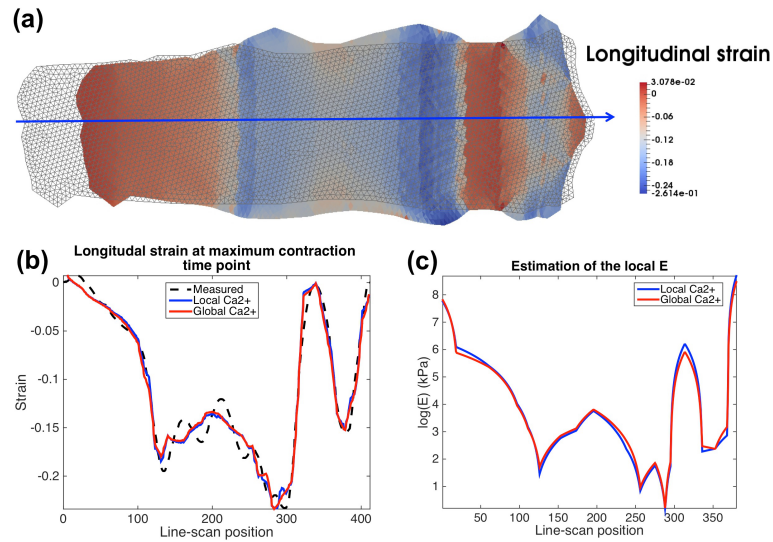 (a)
Longitudinal strain
3.078e-02
0
-0.06
-0.12
-0.18
-0.24
-2.614e-01
(b)
Longitudal strain at maximum contraction
time point
Measured
Local Ca2+
Global Ca2+
0
-0.05
-0.1
-0.15
-0.2
Strain
0 100 200 300 400
Line-scan position
(c)
Estimation of the local E
Local Ca2+
Global Ca2+
8
7
6
5
4
3
2
1
log(E) (kPa)
50 100 150 200 250 300 350
Line-scan position